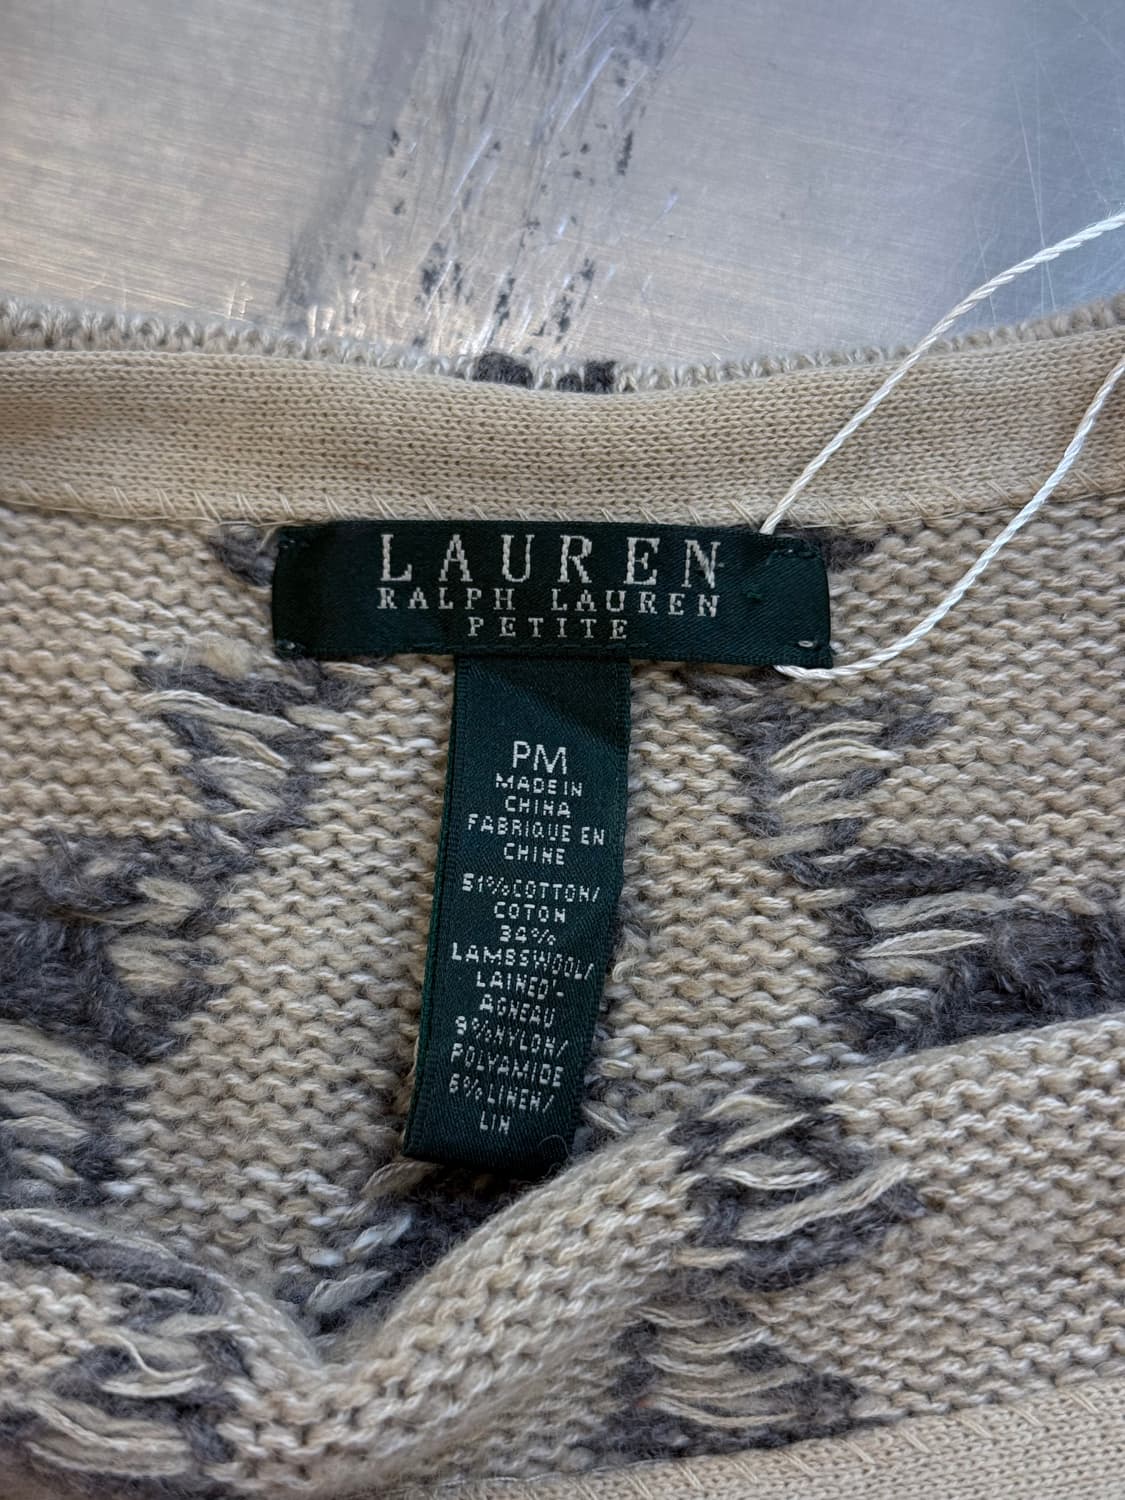 LAUREN
RALPH LAUREN
PETITE
PM
MADE IN
CHINA
FABRIQUE EN
CHINE
51%COTTON/
COTON
34%
LAMBSWOOL/
LAINED'-
AGNEAU
9%NYLON/
POLYAMIDE
6%LINEN/
LIN